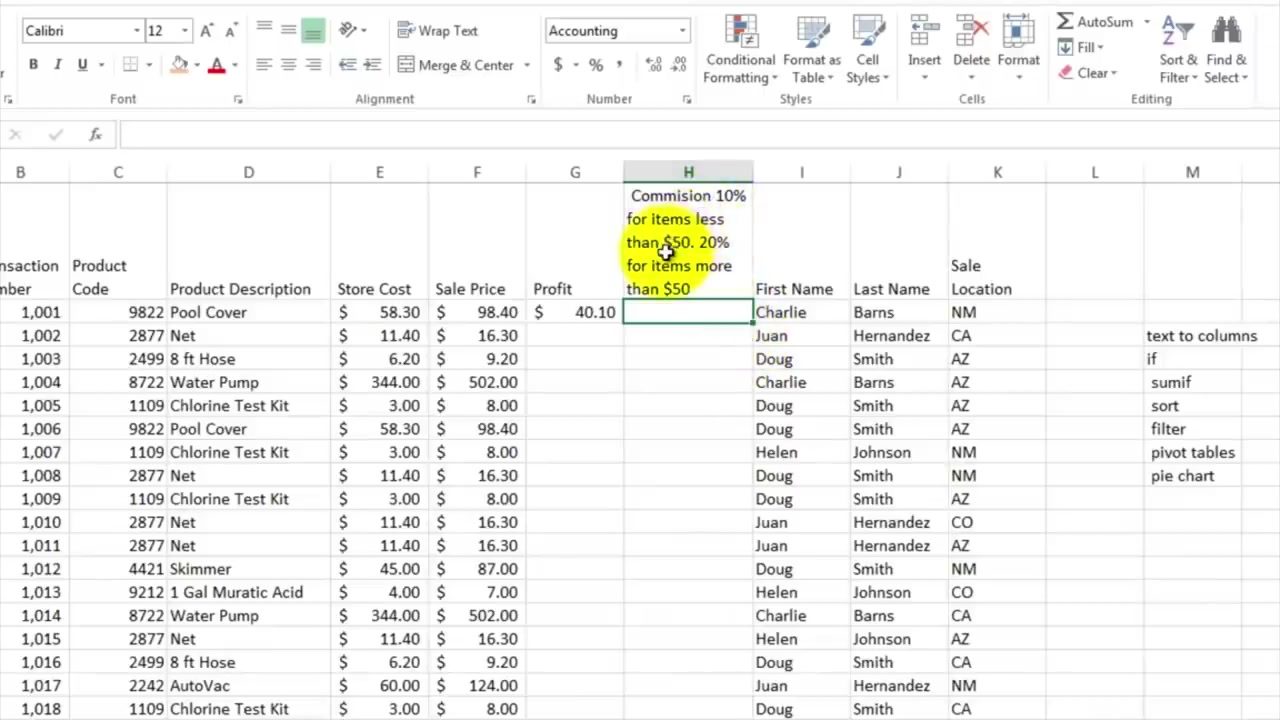 Calibri 12 A A Wrap Text Accounting Conditional Formatting Format as Table Cell Styles Insert Delete Format AutoSum Fill Clear Sort & Filter Find & Select
B I U A Merge & Center $ % , .0 .00 .00 .0
Font Alignment Number Styles Cells Editing
fx
B C D E F G H I J K L M
nsaction mber Product Code Product Description Store Cost Sale Price Profit Commision 10% for items less than $50. 20% for items more than $50 First Name Last Name Sale Location
1,001 9822 Pool Cover $ 58.30 $ 98.40 $ 40.10 Charlie Barns NM
1,002 2877 Net $ 11.40 $ 16.30 Juan Hernandez CA text to columns
1,003 2499 8 ft Hose $ 6.20 $ 9.20 Doug Smith AZ if
1,004 8722 Water Pump $ 344.00 $ 502.00 Charlie Barns AZ sumif
1,005 1109 Chlorine Test Kit $ 3.00 $ 8.00 Doug Smith AZ sort
1,006 9822 Pool Cover $ 58.30 $ 98.40 Doug Smith AZ filter
1,007 1109 Chlorine Test Kit $ 3.00 $ 8.00 Helen Johnson NM pivot tables
1,008 2877 Net $ 11.40 $ 16.30 Doug Smith NM pie chart
1,009 1109 Chlorine Test Kit $ 3.00 $ 8.00 Doug Smith AZ
1,010 2877 Net $ 11.40 $ 16.30 Juan Hernandez CO
1,011 2877 Net $ 11.40 $ 16.30 Juan Hernandez AZ
1,012 4421 Skimmer $ 45.00 $ 87.00 Doug Smith NM
1,013 9212 1 Gal Muratic Acid $ 4.00 $ 7.00 Helen Johnson CO
1,014 8722 Water Pump $ 344.00 $ 502.00 Charlie Barns CA
1,015 2877 Net $ 11.40 $ 16.30 Helen Johnson AZ
1,016 2499 8 ft Hose $ 6.20 $ 9.20 Doug Smith CA
1,017 2242 AutoVac $ 60.00 $ 124.00 Juan Hernandez NM
1,018 1109 Chlorine Test Kit $ 3.00 $ 8.00 Doug Smith CA